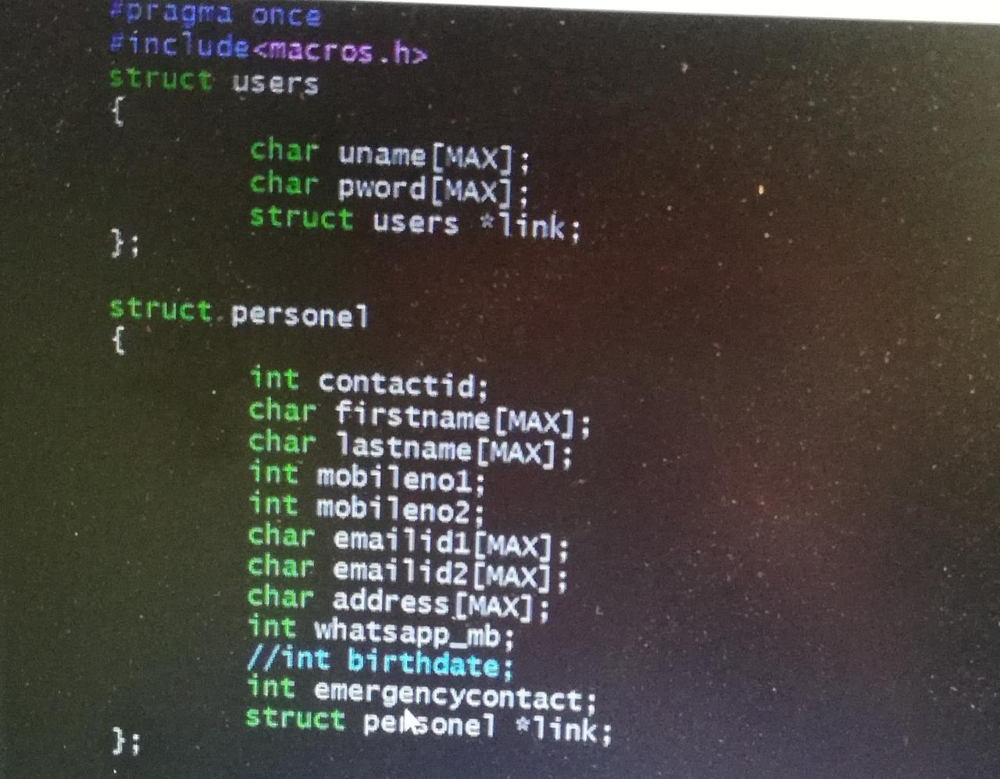 #pragma once
#include<macros.h>
struct users
{
char uname[MAX];
char pword[MAX];
struct users *link;
};
struct personel
{
int contactid;
char firstname[MAX];
char lastname[MAX];
int mobileno1;
int mobileno2;
char emailid1[MAX];
char emailid2[MAX];
char address[MAX];
int whatsapp_mb;
//int birthdate;
int emergencycontact;
struct personel *link;
};